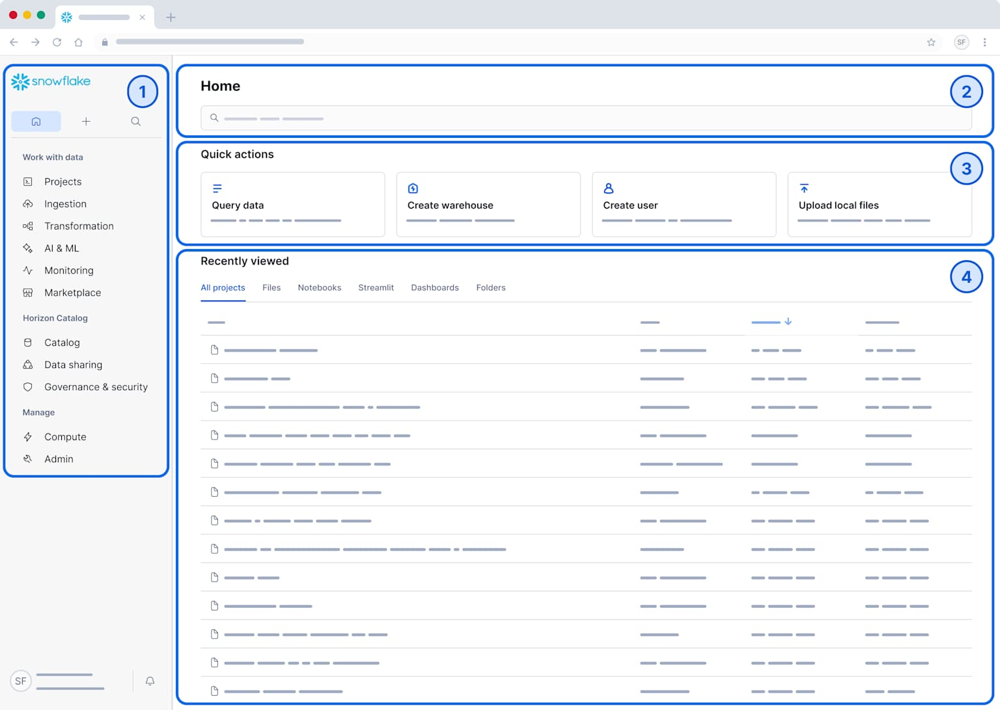 SF
snowflake
1
Work with data
Projects
Ingestion
Transformation
AI & ML
Monitoring
Marketplace
Horizon Catalog
Catalog
Data sharing
Governance & security
Manage
Compute
Admin
SF
Home
2
Quick actions
3
Query data
Create warehouse
Create user
Upload local files
Recently viewed
4
All projects Files Notebooks Streamlit Dashboards Folders